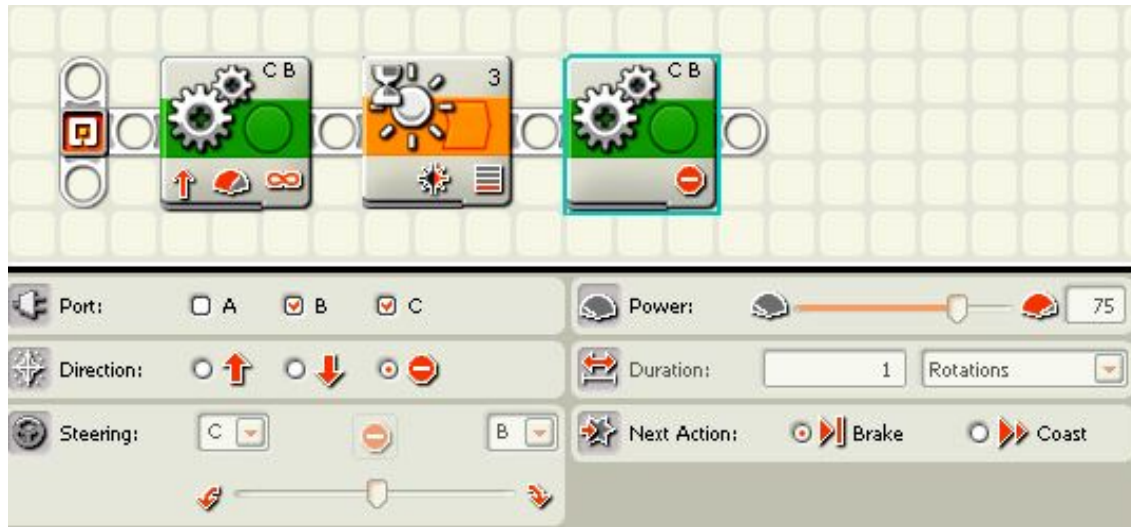 C B
3
C B
Port:
A
B
C
Power:
75
Direction:
Duration:
1
Rotations
Steering:
C
B
Next Action:
Brake
Coast